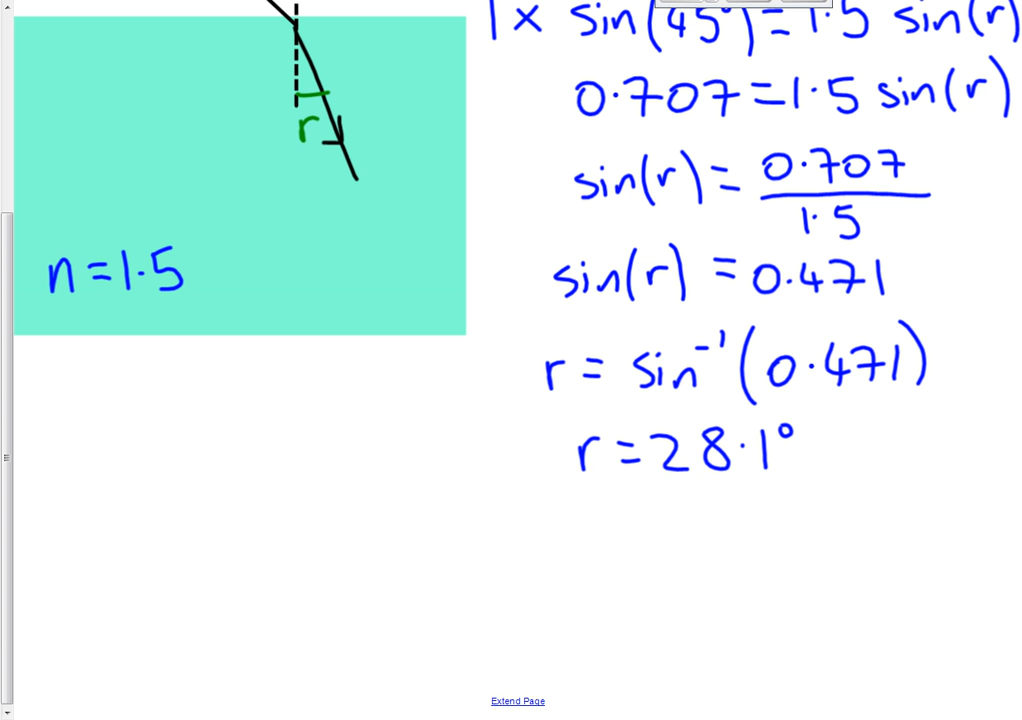 1 × sin(45°) = 1.5 sin(r)
0.707 = 1.5 sin(r)
sin(r) = 0.707
1.5
sin(r) = 0.471
r = sin⁻¹(0.471)
r = 28.1°
r
n = 1.5
Extend Page